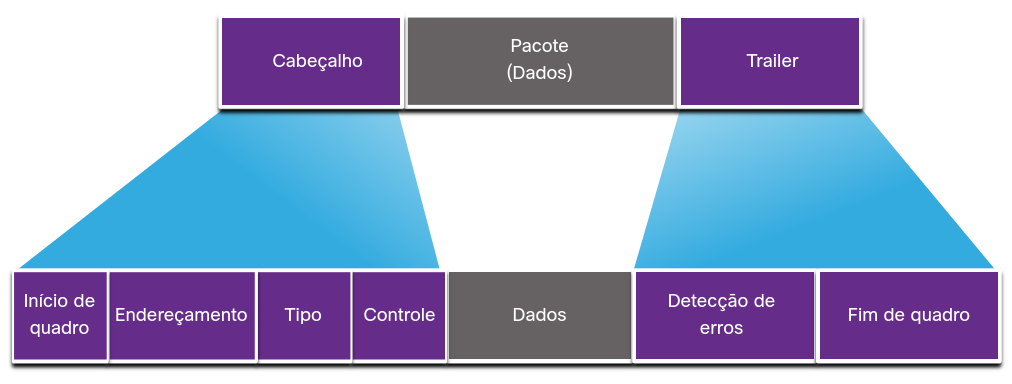 Cabeçalho
Pacote
(Dados)
Trailer
Início de
quadro
Endereçamento
Tipo
Controle
Dados
Detecção de
erros
Fim de quadro